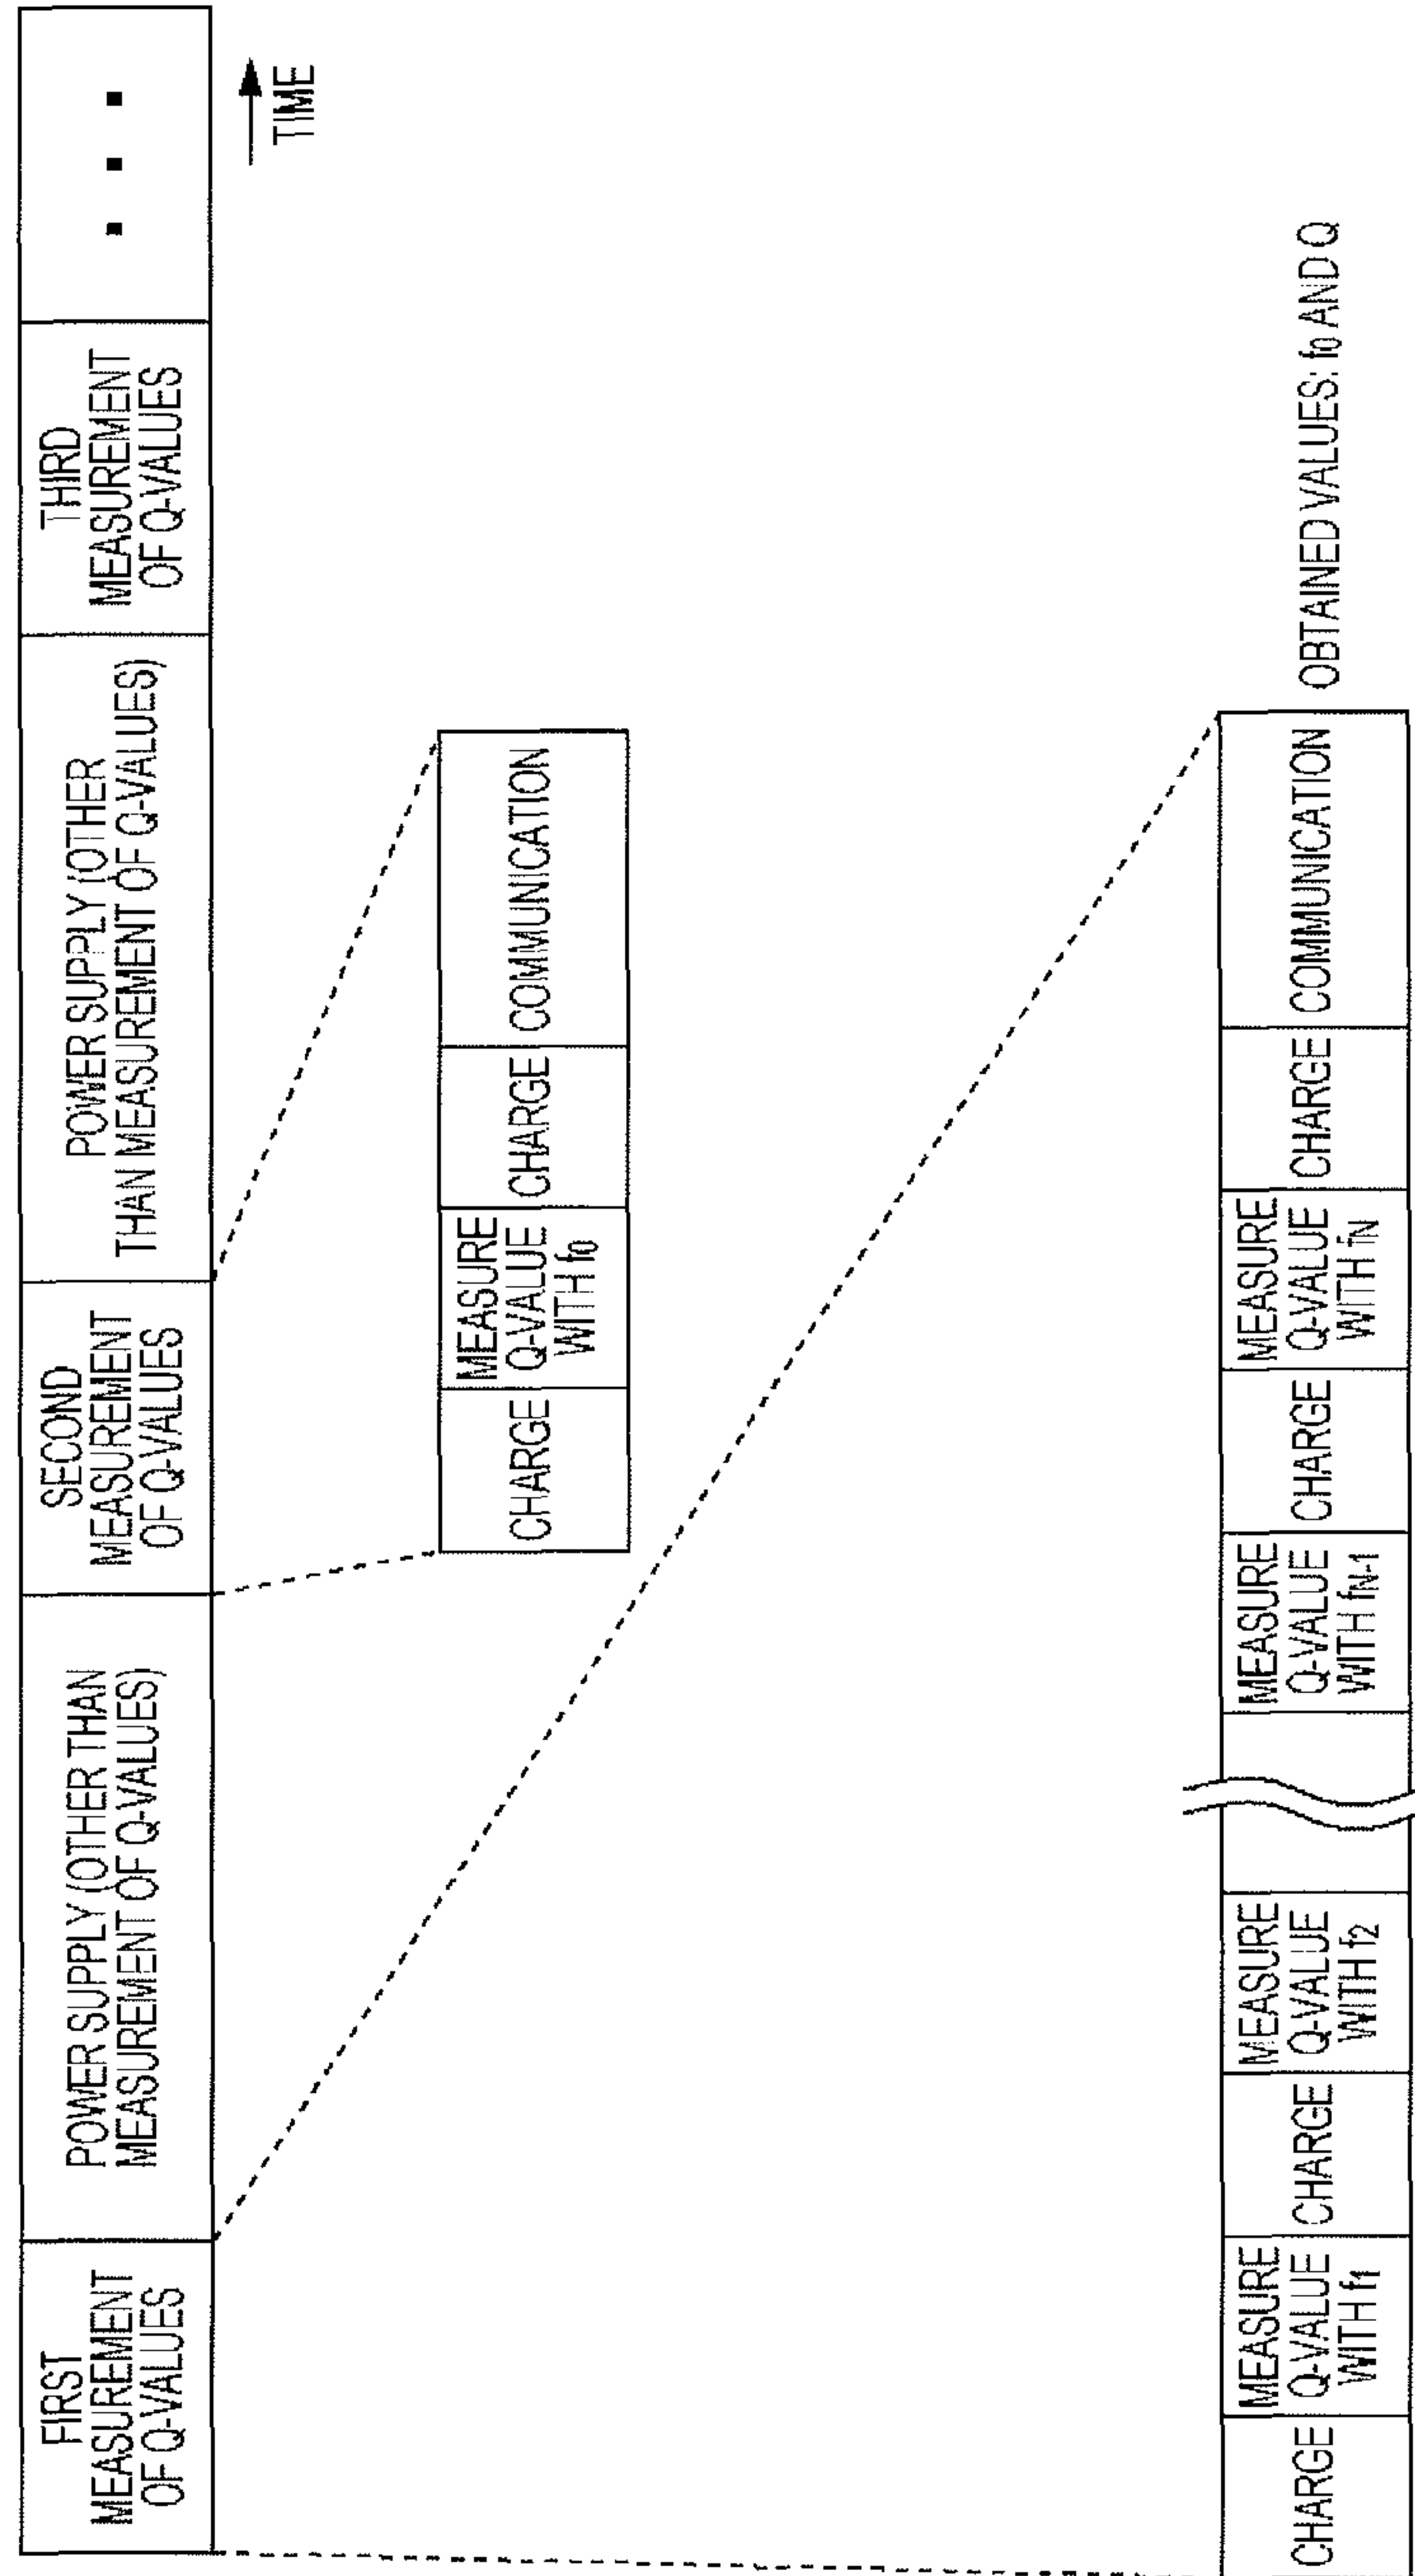 FIRST
MEASUREMENT
OF Q-VALUES
POWER SUPPLY (OTHER THAN
MEASUREMENT OF Q-VALUES)
SECOND
MEASUREMENT
OF Q-VALUES
POWER SUPPLY (OTHER
THAN MEASUREMENT OF Q-VALUES)
THIRD
MEASUREMENT
OF Q-VALUES
TIME
CHARGE
MEASURE
Q-VALUE
WITH f0
CHARGE
COMMUNICATION
CHARGE
MEASURE
Q-VALUE
WITH f1
CHARGE
MEASURE
Q-VALUE
WITH f2
MEASURE
Q-VALUE
WITH fN-1
CHARGE
MEASURE
Q-VALUE
WITH fN
CHARGE
COMMUNICATION
OBTAINED VALUES: f0 AND Q